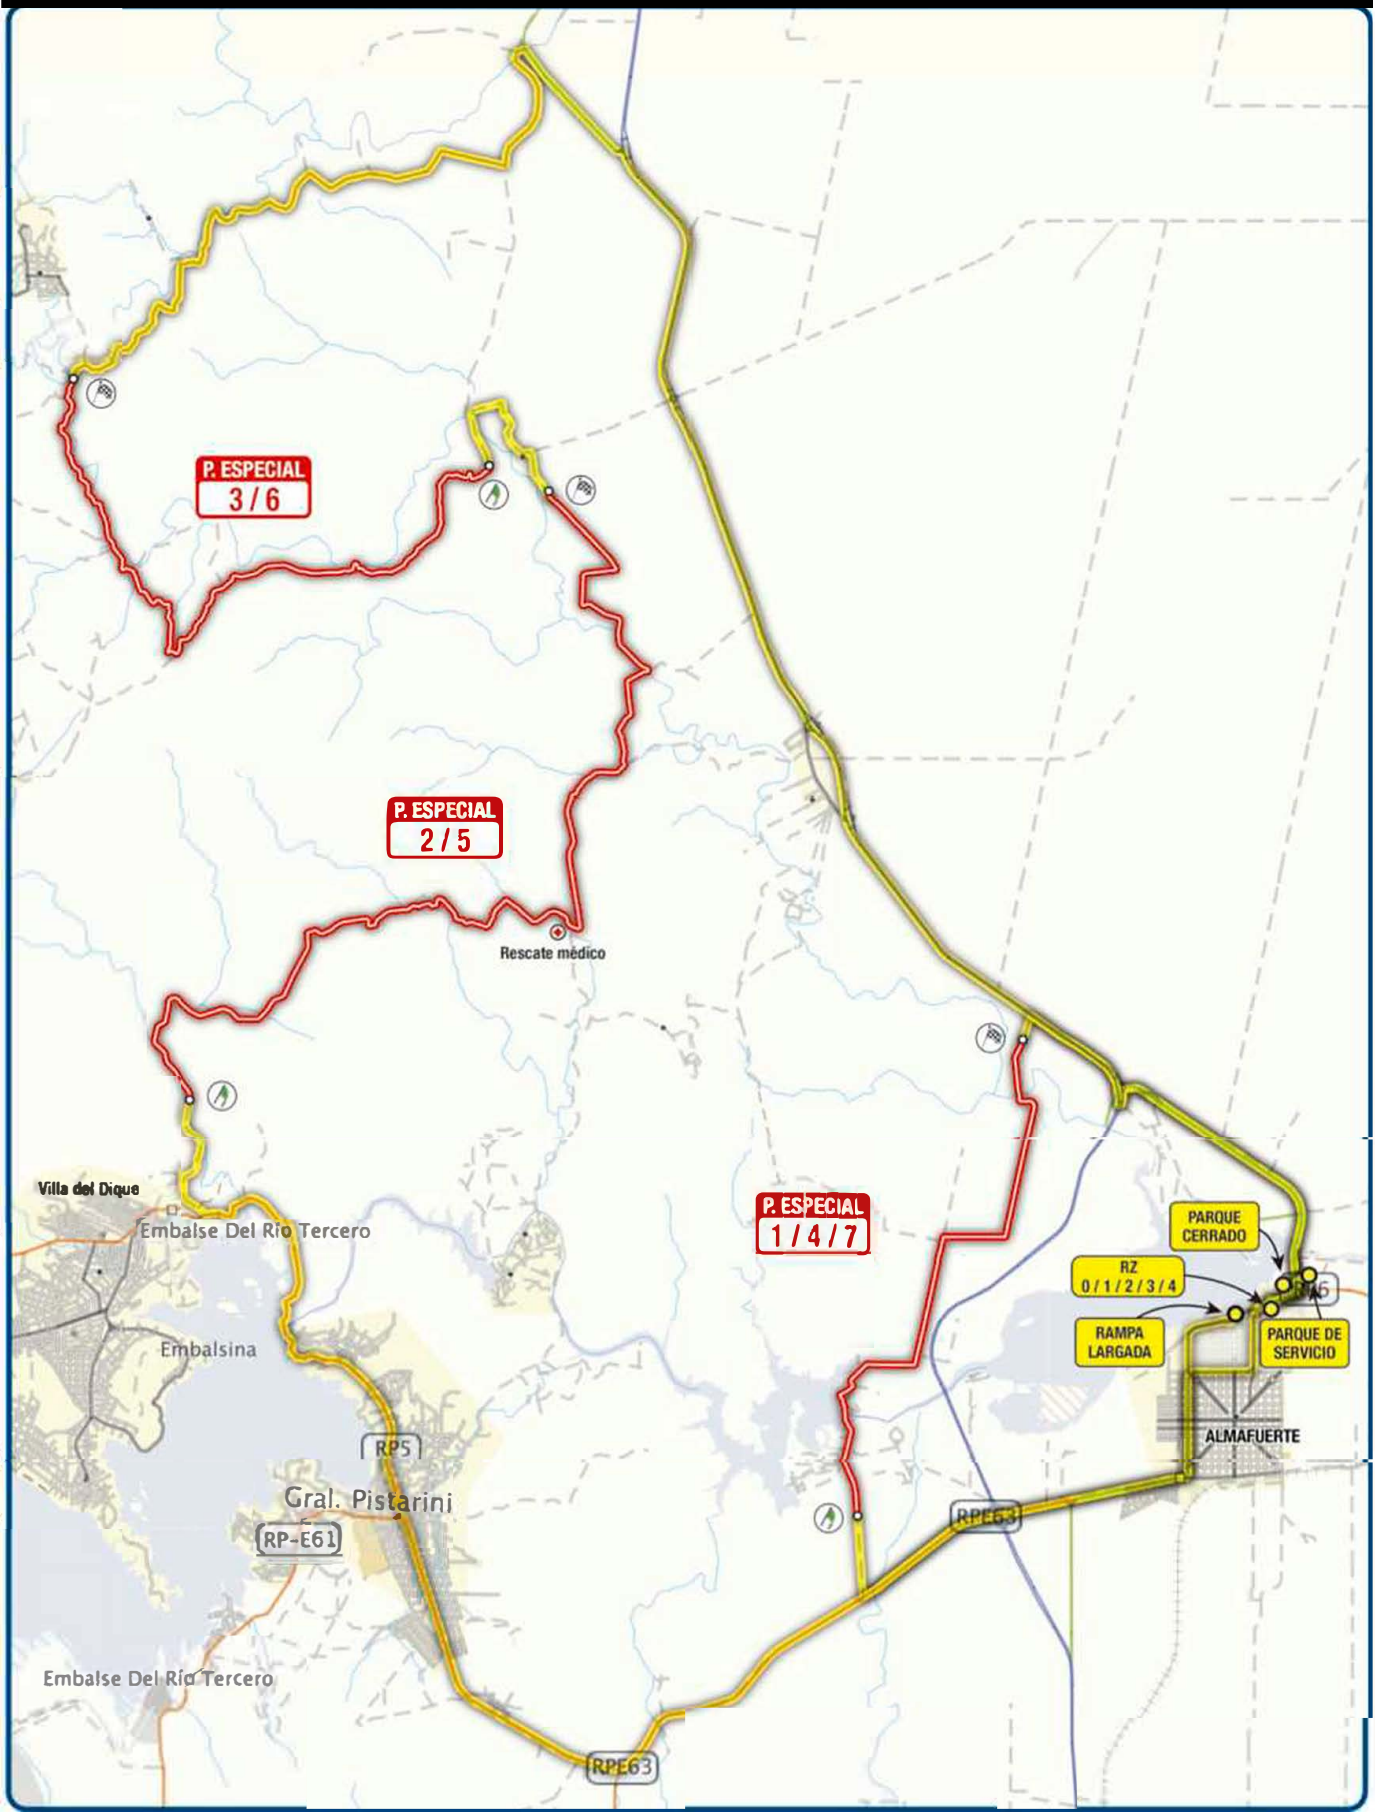 P. ESPECIAL
3 / 6
P. ESPECIAL
2 / 5
Rescate médico
Villa del Dique
Embalse Del Río Tercero
P. ESPECIAL
1 / 4 / 7
PARQUE
CERRADO
RZ
0 / 1 / 2 / 3 / 4
RAMPA
LARGADA
PARQUE DE
SERVICIO
Embalsina
ALMAFUERTE
RP5
Gral. Pistarini
RP-E61
RPE63
Embalse Del Río Tercero
RPE63